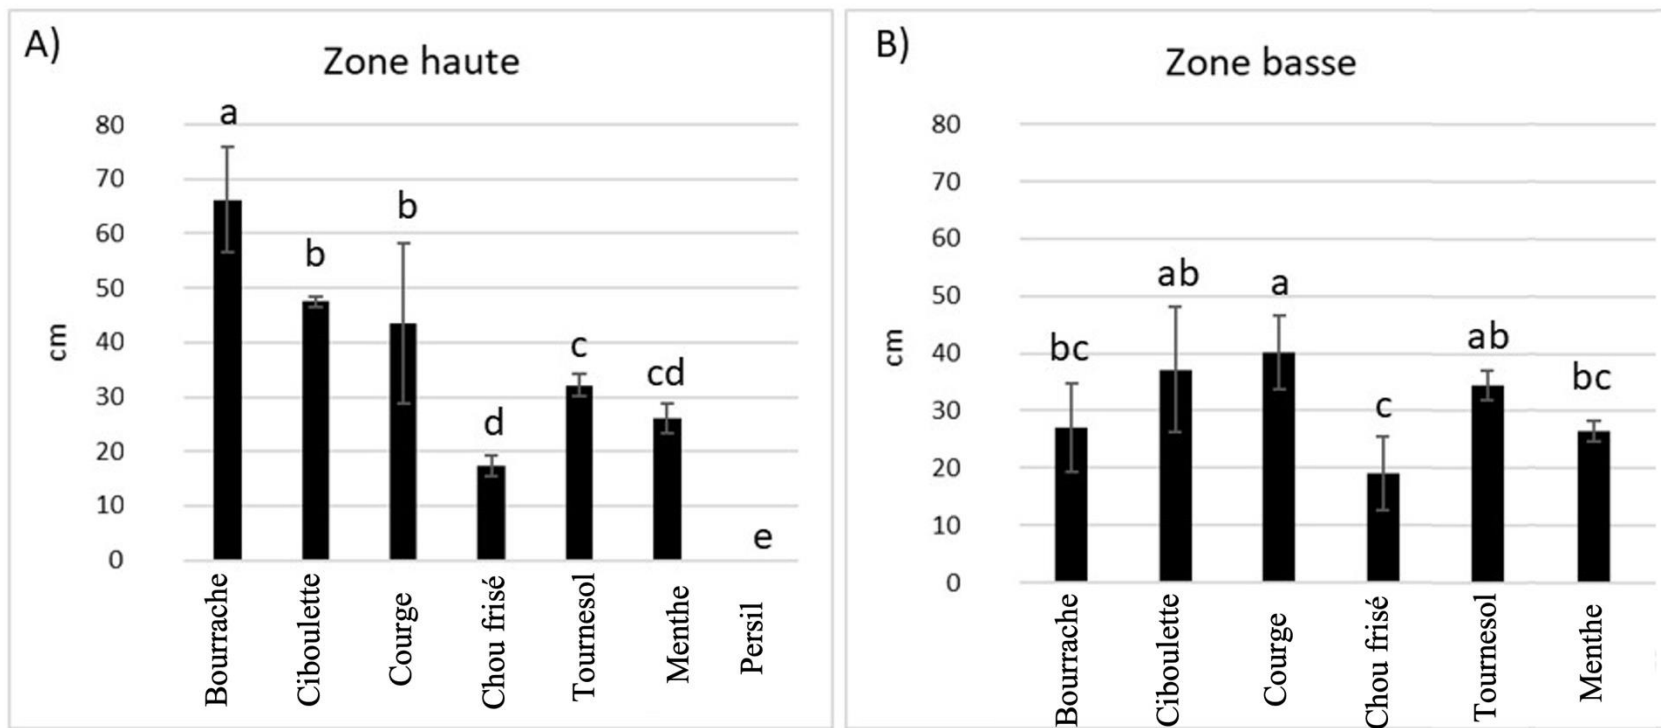 A)
Zone haute
a
80
70
b
60
b
50
cm
40
c
cd
30
d
20
10
e
0
Bourrache
Ciboulette
Courge
Chou frisé
Tournesol
Menthe
Persil
B)
Zone basse
80
70
60
ab
a
50
ab
bc
cm
40
bc
c
30
20
10
0
Bourrache
Ciboulette
Courge
Chou frisé
Tournesol
Menthe